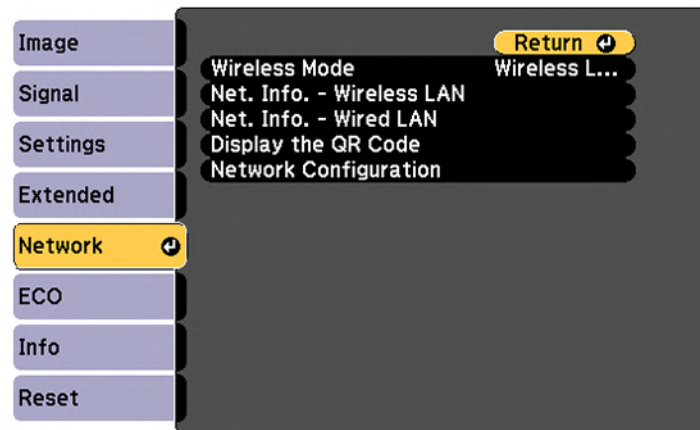 Image
Signal
Settings
Extended
Network
ECO
Info
Reset
Return
Wireless Mode Wireless L...
Net. Info. - Wireless LAN
Net. Info. - Wired LAN
Display the QR Code
Network Configuration